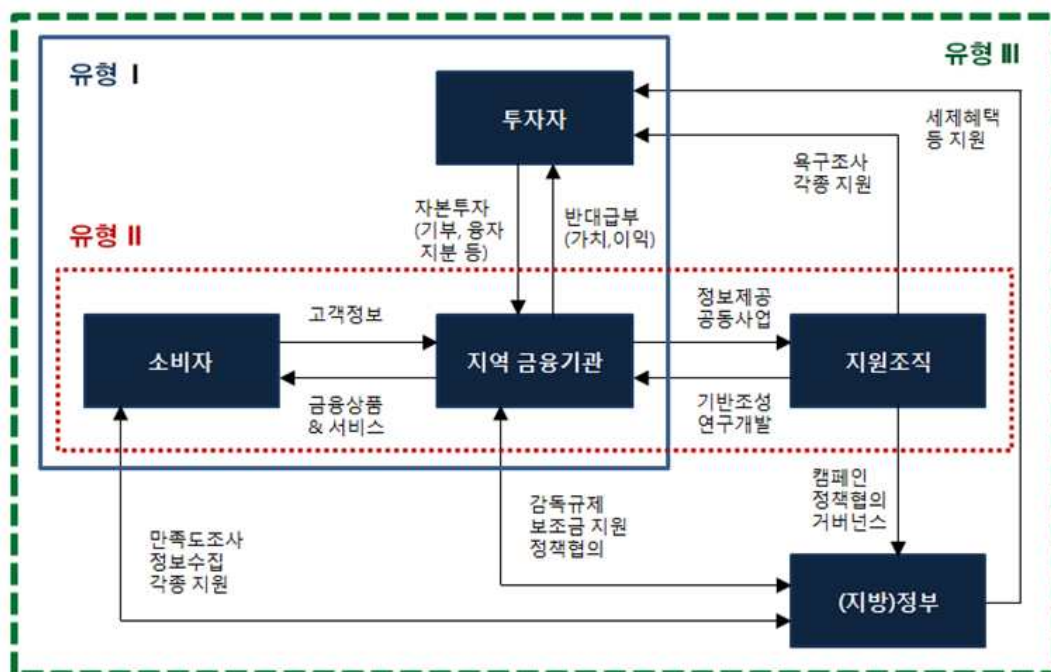 유형 Ⅰ
유형 Ⅲ
투자자
세제혜택
등 지원
욕구조사
각종 지원
자본투자
(기부, 융자
지분 등)
반대급부
(가치,이익)
유형 Ⅱ
고객정보
정보제공
공동사업
소비자
지역 금융기관
지원조직
금융상품
& 서비스
기반조성
연구개발
만족도조사
정보수집
각종 지원
감독규제
보조금 지원
정책협의
캠페인
정책협의
거버넌스
(지방)정부